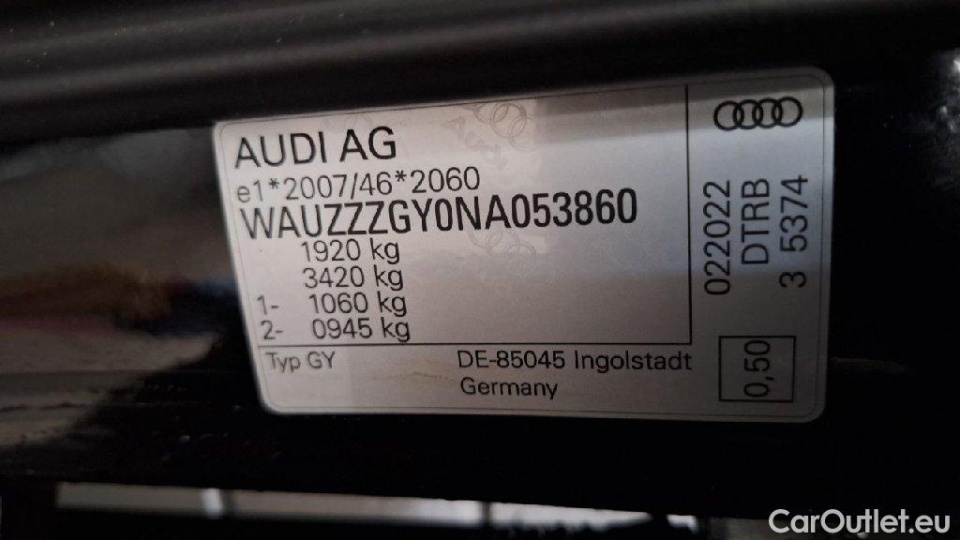 AUDI AG
e1*2007/46*2060
WAUZZZGY0NA053860
1920 kg
3420 kg
1- 1060 kg
2- 0945 kg
Typ GY
DE-85045 Ingolstadt
Germany
022022
DTRB
3 5374
0,50
Audi
CarOutlet.eu